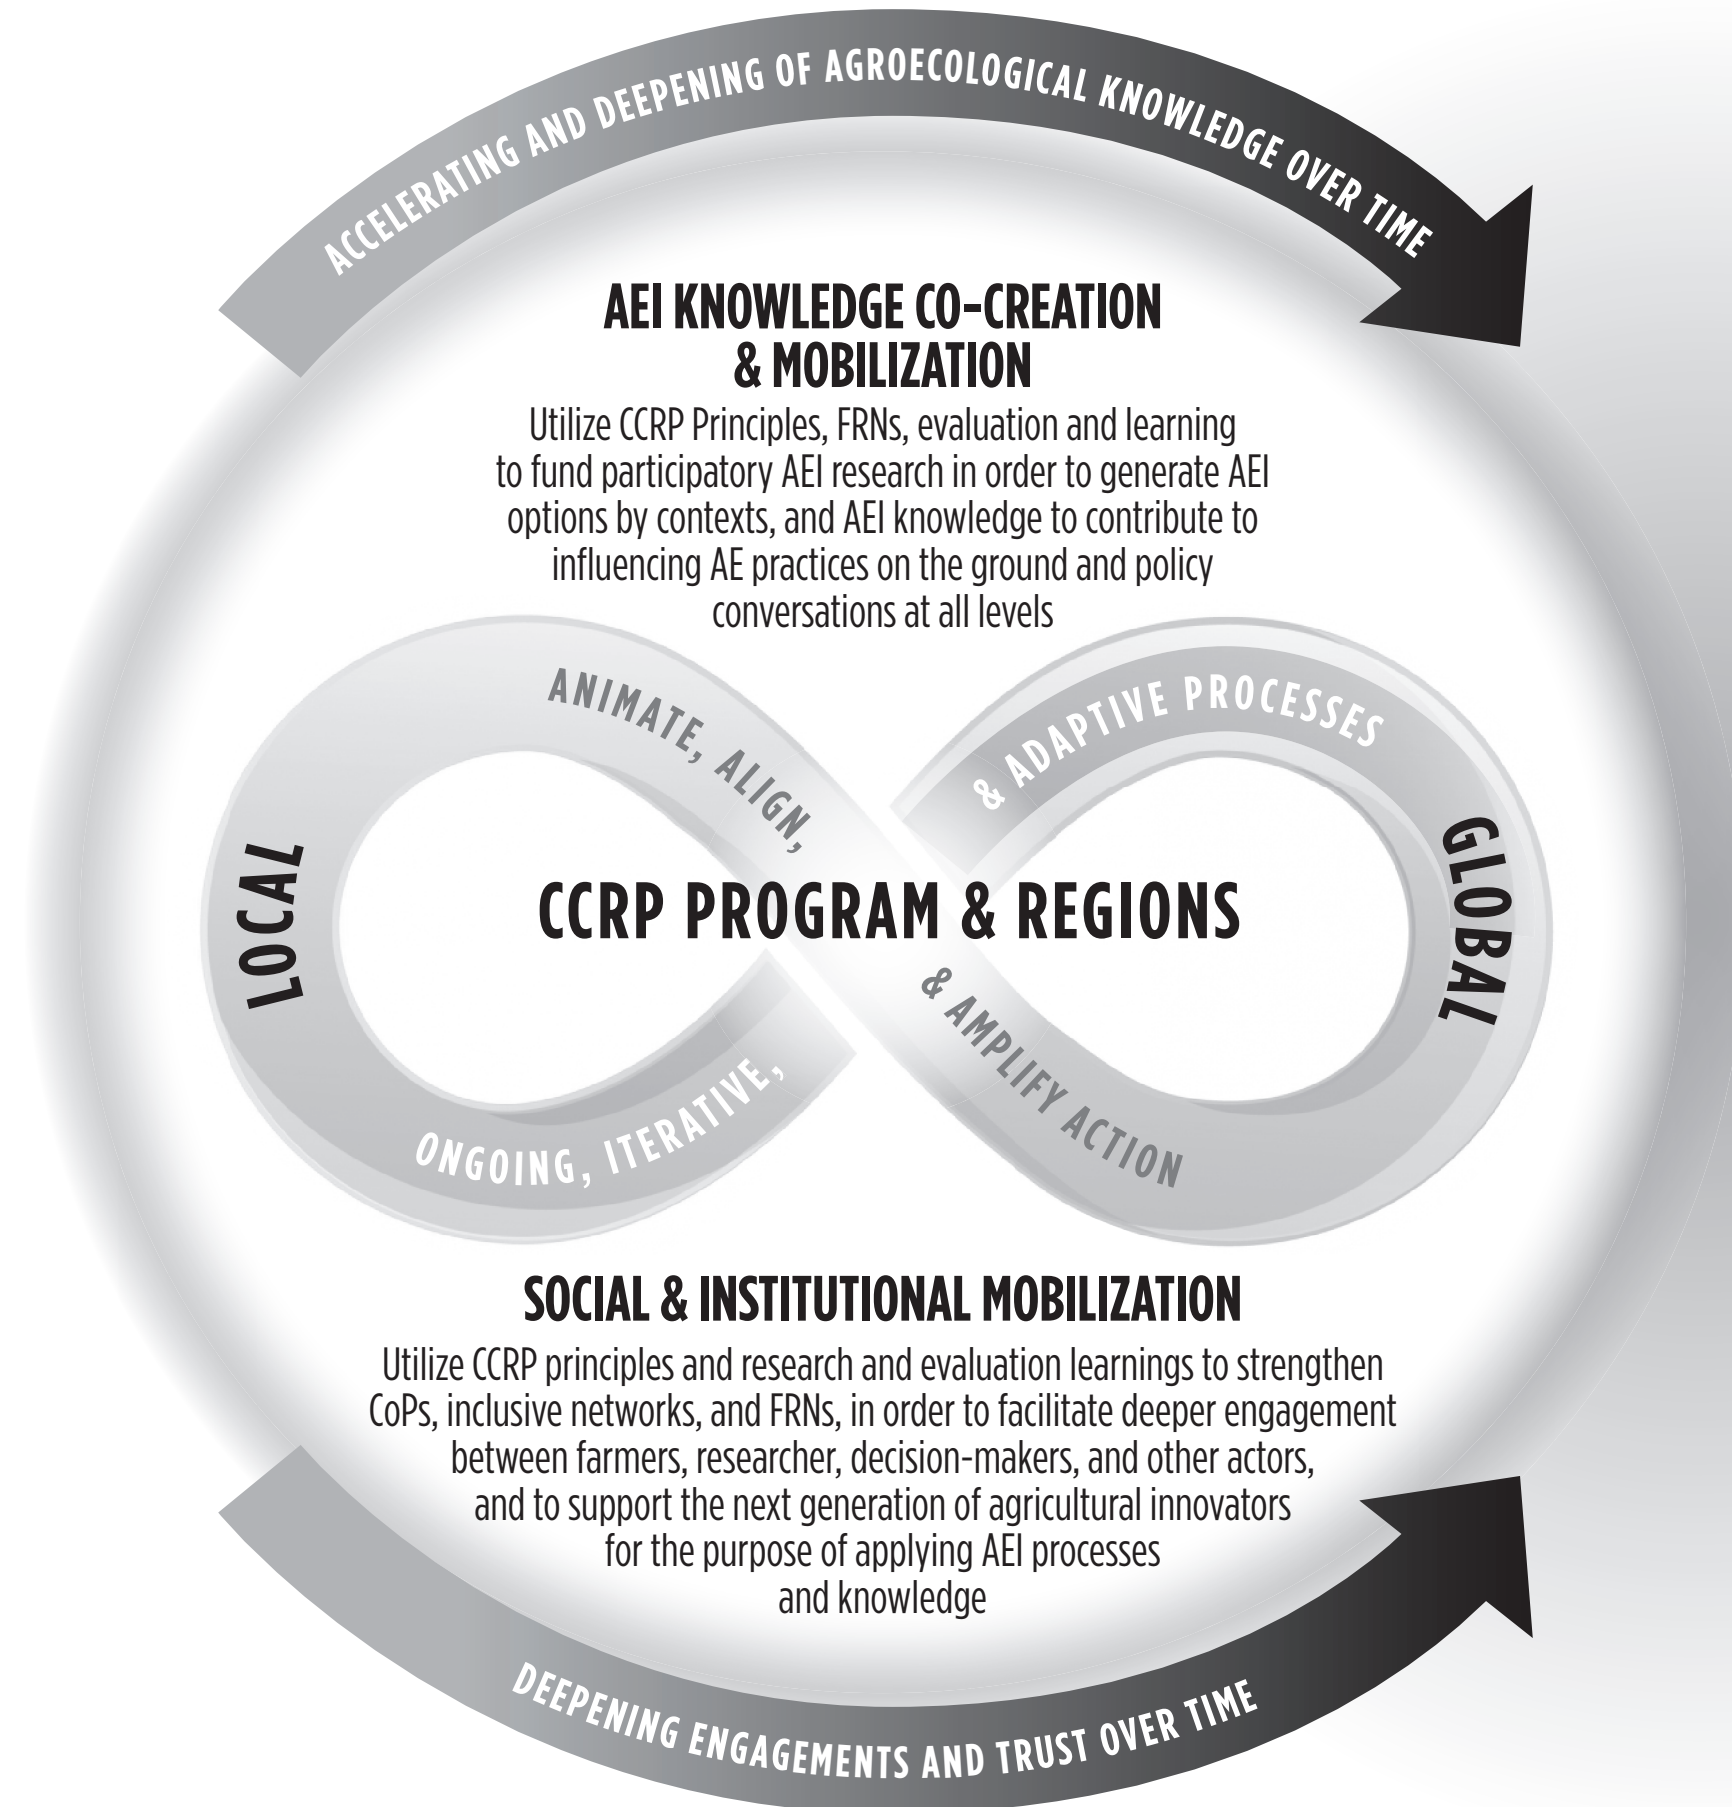 ACCELERATING AND DEEPENING OF AGROECOLOGICAL KNOWLEDGE OVER TIME
AEI KNOWLEDGE CO-CREATION
& MOBILIZATION
Utilize CCRP Principles, FRNs, evaluation and learning
to fund participatory AEI research in order to generate AEI
options by contexts, and AEI knowledge to contribute to
influencing AE practices on the ground and policy
conversations at all levels
ANIMATE, ALIGN,
& ADAPTIVE PROCESSES
LOCAL
CCRP PROGRAM & REGIONS
GLOBAL
ONGOING, ITERATIVE,
& AMPLIFY ACTION
SOCIAL & INSTITUTIONAL MOBILIZATION
Utilize CCRP principles and research and evaluation learnings to strengthen
CoPs, inclusive networks, and FRNs, in order to facilitate deeper engagement
between farmers, researcher, decision-makers, and other actors,
and to support the next generation of agricultural innovators
for the purpose of applying AEI processes
and knowledge
DEEPENING ENGAGEMENTS AND TRUST OVER TIME